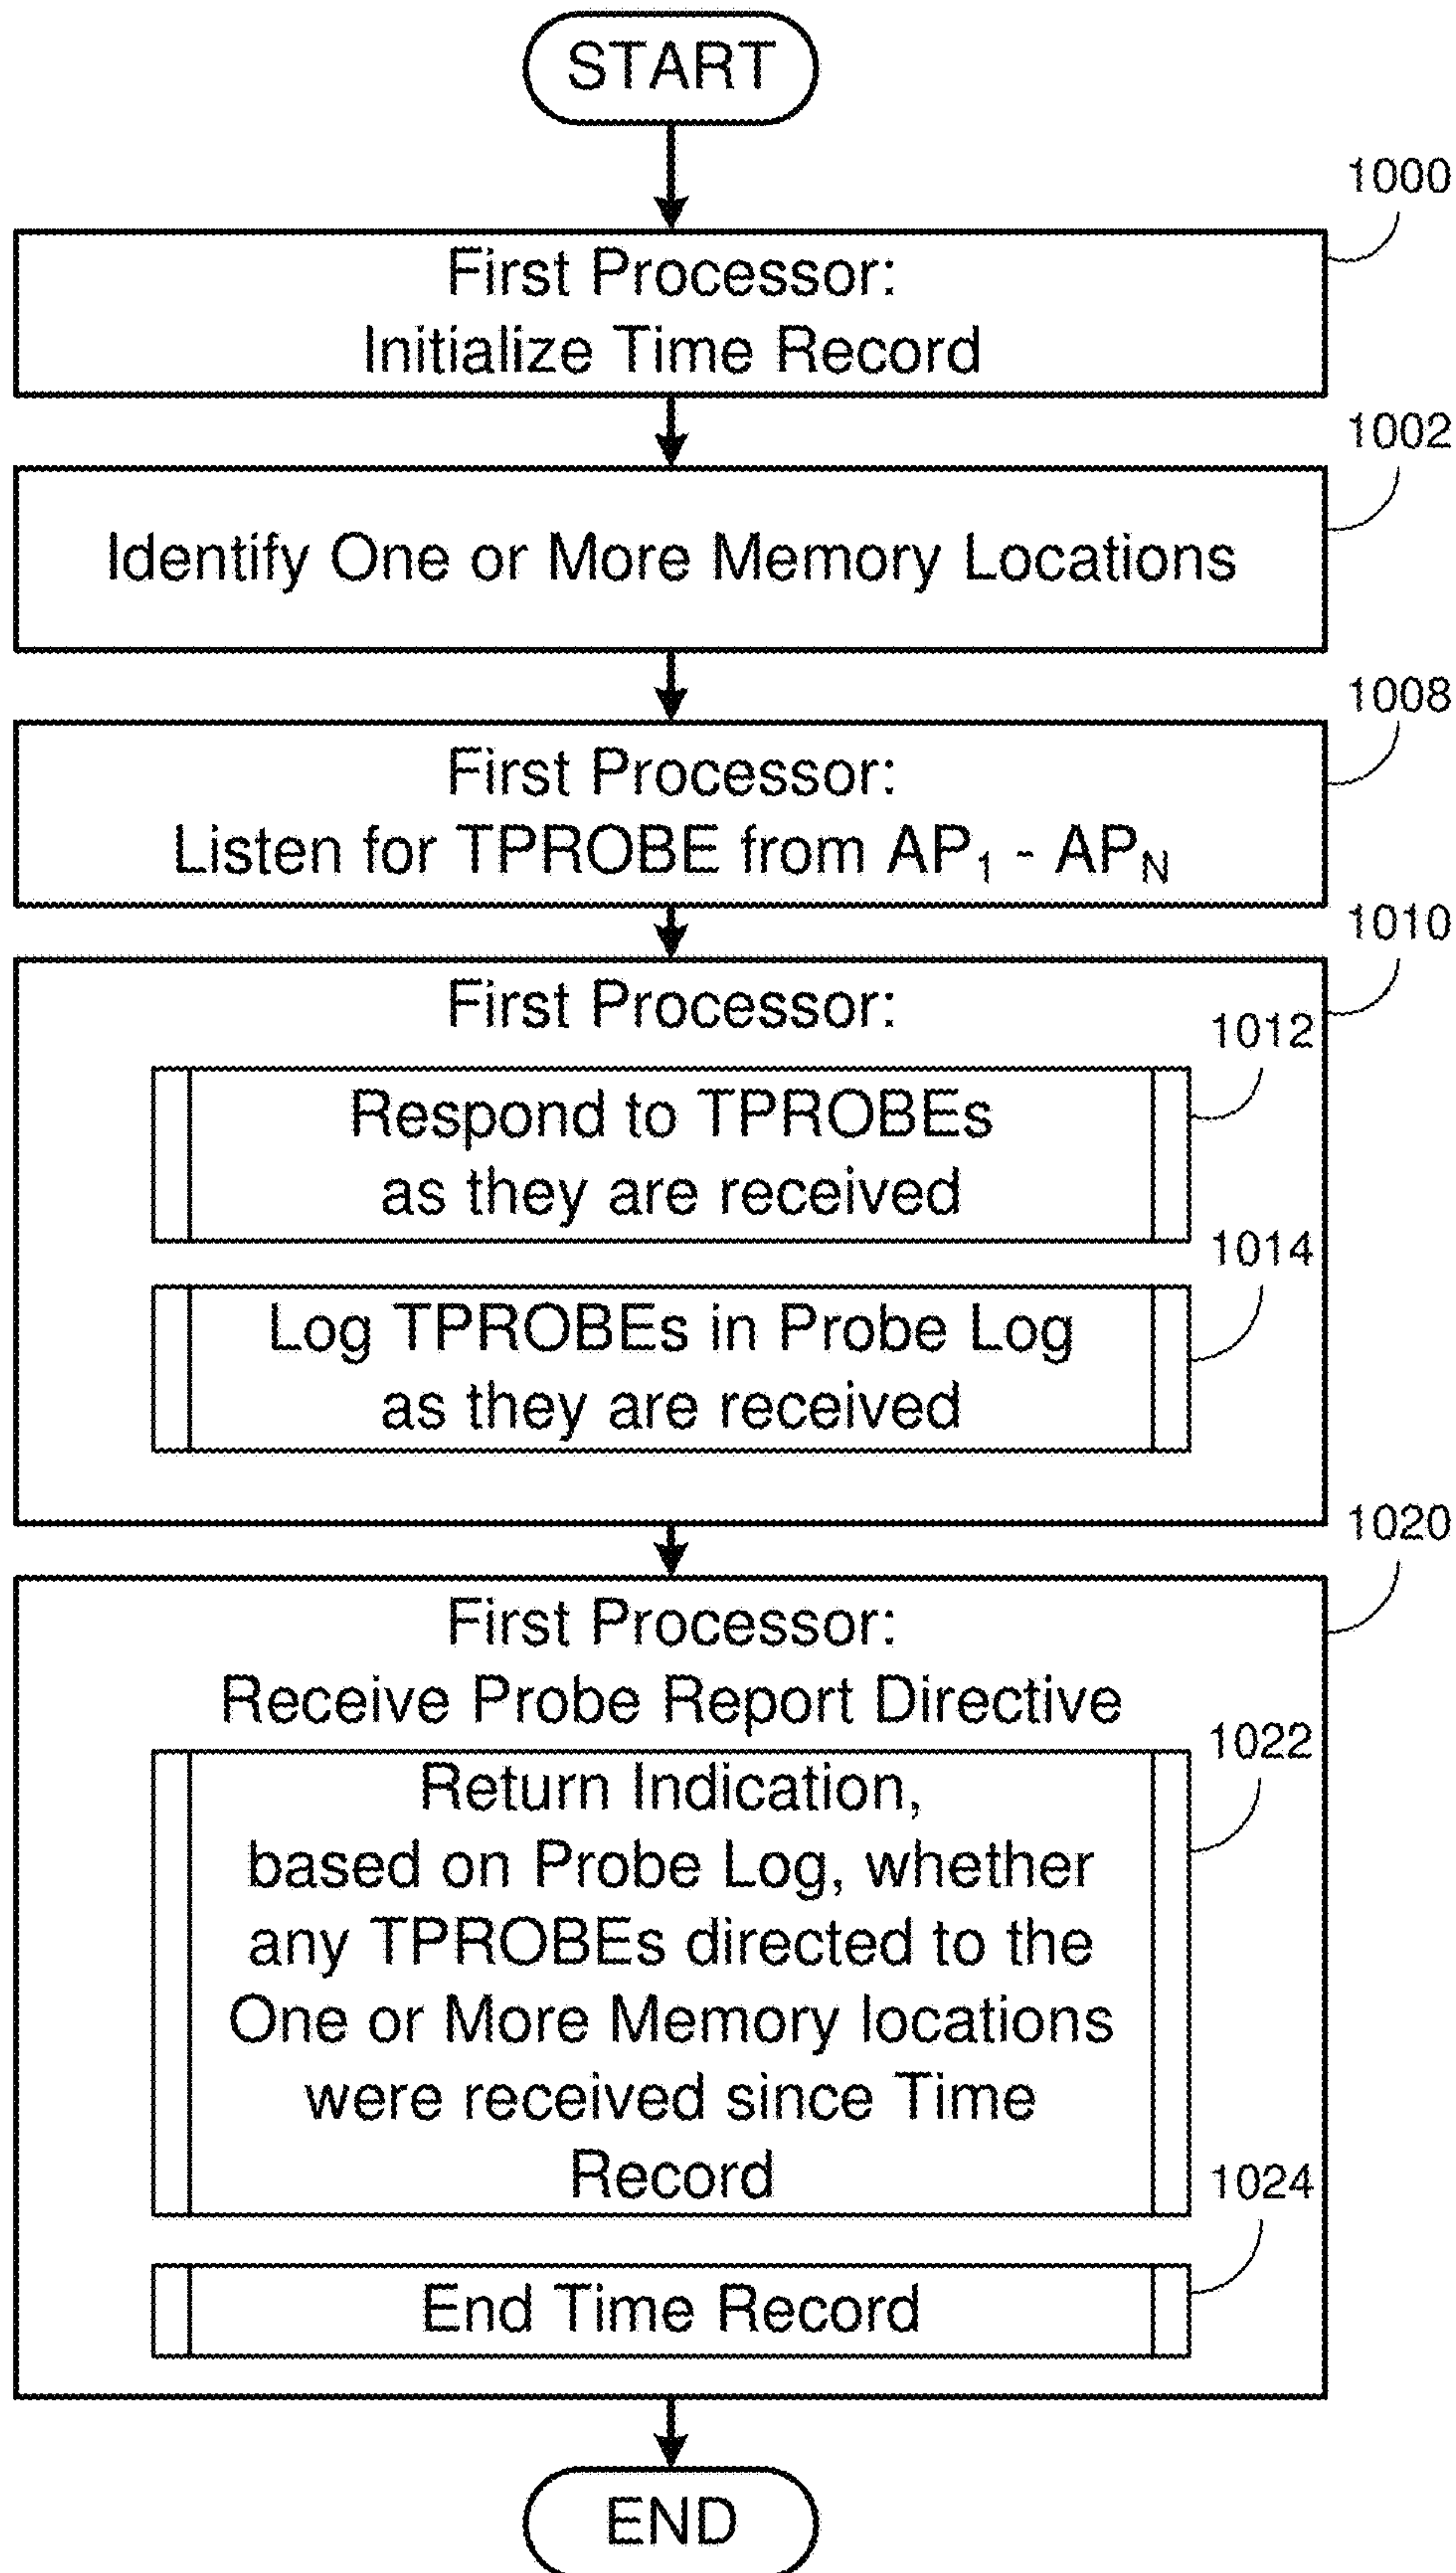 START
1000
First Processor:
Initialize Time Record
1002
Identify One or More Memory Locations
1008
First Processor:
Listen for TPROBE from AP₁ - APN
1010
First Processor:
1012
Respond to TPROBEs
as they are received
1014
Log TPROBEs in Probe Log
as they are received
1020
First Processor:
Receive Probe Report Directive
1022
Return Indication,
based on Probe Log, whether
any TPROBEs directed to the
One or More Memory locations
were received since Time
Record
1024
End Time Record
END